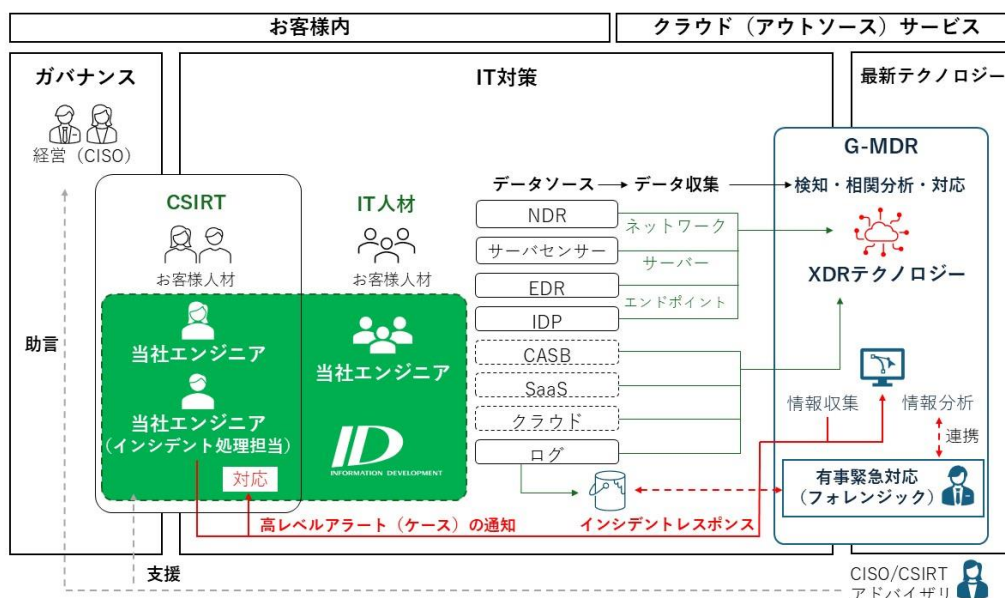 お客様内
クラウド（アウトソース）サービス
ガバナンス
IT対策
最新テクノロジー
経営（CISO）
G-MDR
CSIRT
IT人材
データソース
データ収集
検知・相関分析・対応
お客様人材
お客様人材
NDR
ネットワーク
サーバセンサー
サーバー
EDR
エンドポイント
IDP
XDRテクノロジー
CASB
SaaS
クラウド
ログ
助言
当社エンジニア
当社エンジニア
（インシデント処理担当）
当社エンジニア
ID
INFORMATION DEVELOPMENT
対応
情報収集
情報分析
連携
有事緊急対応
（フォレンジック）
高レベルアラート（ケース）の通知
インシデントレスポンス
支援
CISO/CSIRT
アドバイザリ